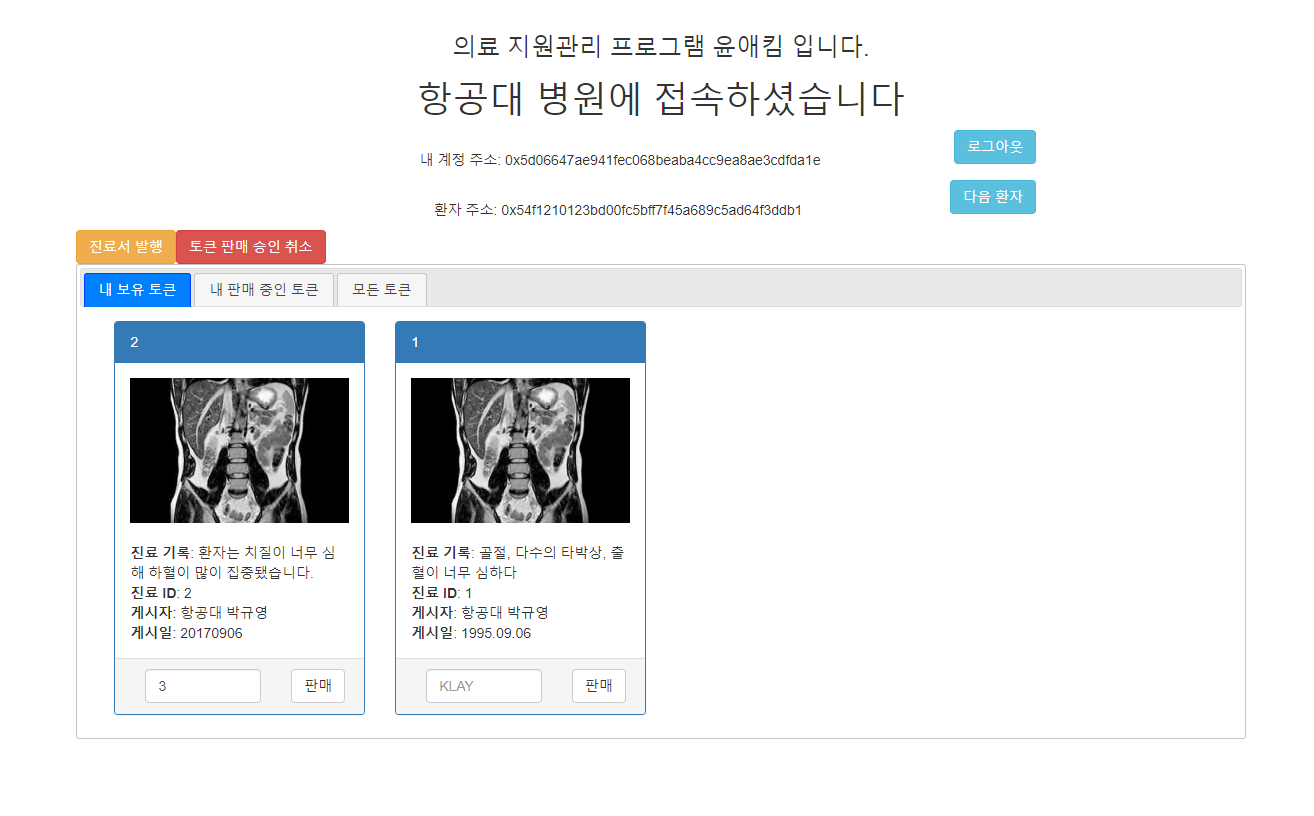 의료 지원관리 프로그램 윤애킴 입니다.
항공대 병원에 접속하셨습니다
내 계정 주소: 0x5d06647ae941fec068beaba4cc9ea8ae3cdfda1e
로그아웃
환자 주소: 0x54f1210123bd00fc5bff7f45a689c5ad64f3ddb1
다음 환자
진료서 발행 토큰 판매 승인 취소
내 보유 토큰 내 판매 중인 토큰 모든 토큰
2
진료 기록: 환자는 치질이 너무 심
해 하혈이 많이 집중됐습니다.
진료 ID: 2
게시자: 항공대 박규영
게시일: 20170906
3 판매
1
진료 기록: 골절, 다수의 타박상, 출
혈이 너무 심하다
진료 ID: 1
게시자: 항공대 박규영
게시일: 1995.09.06
KLAY 판매